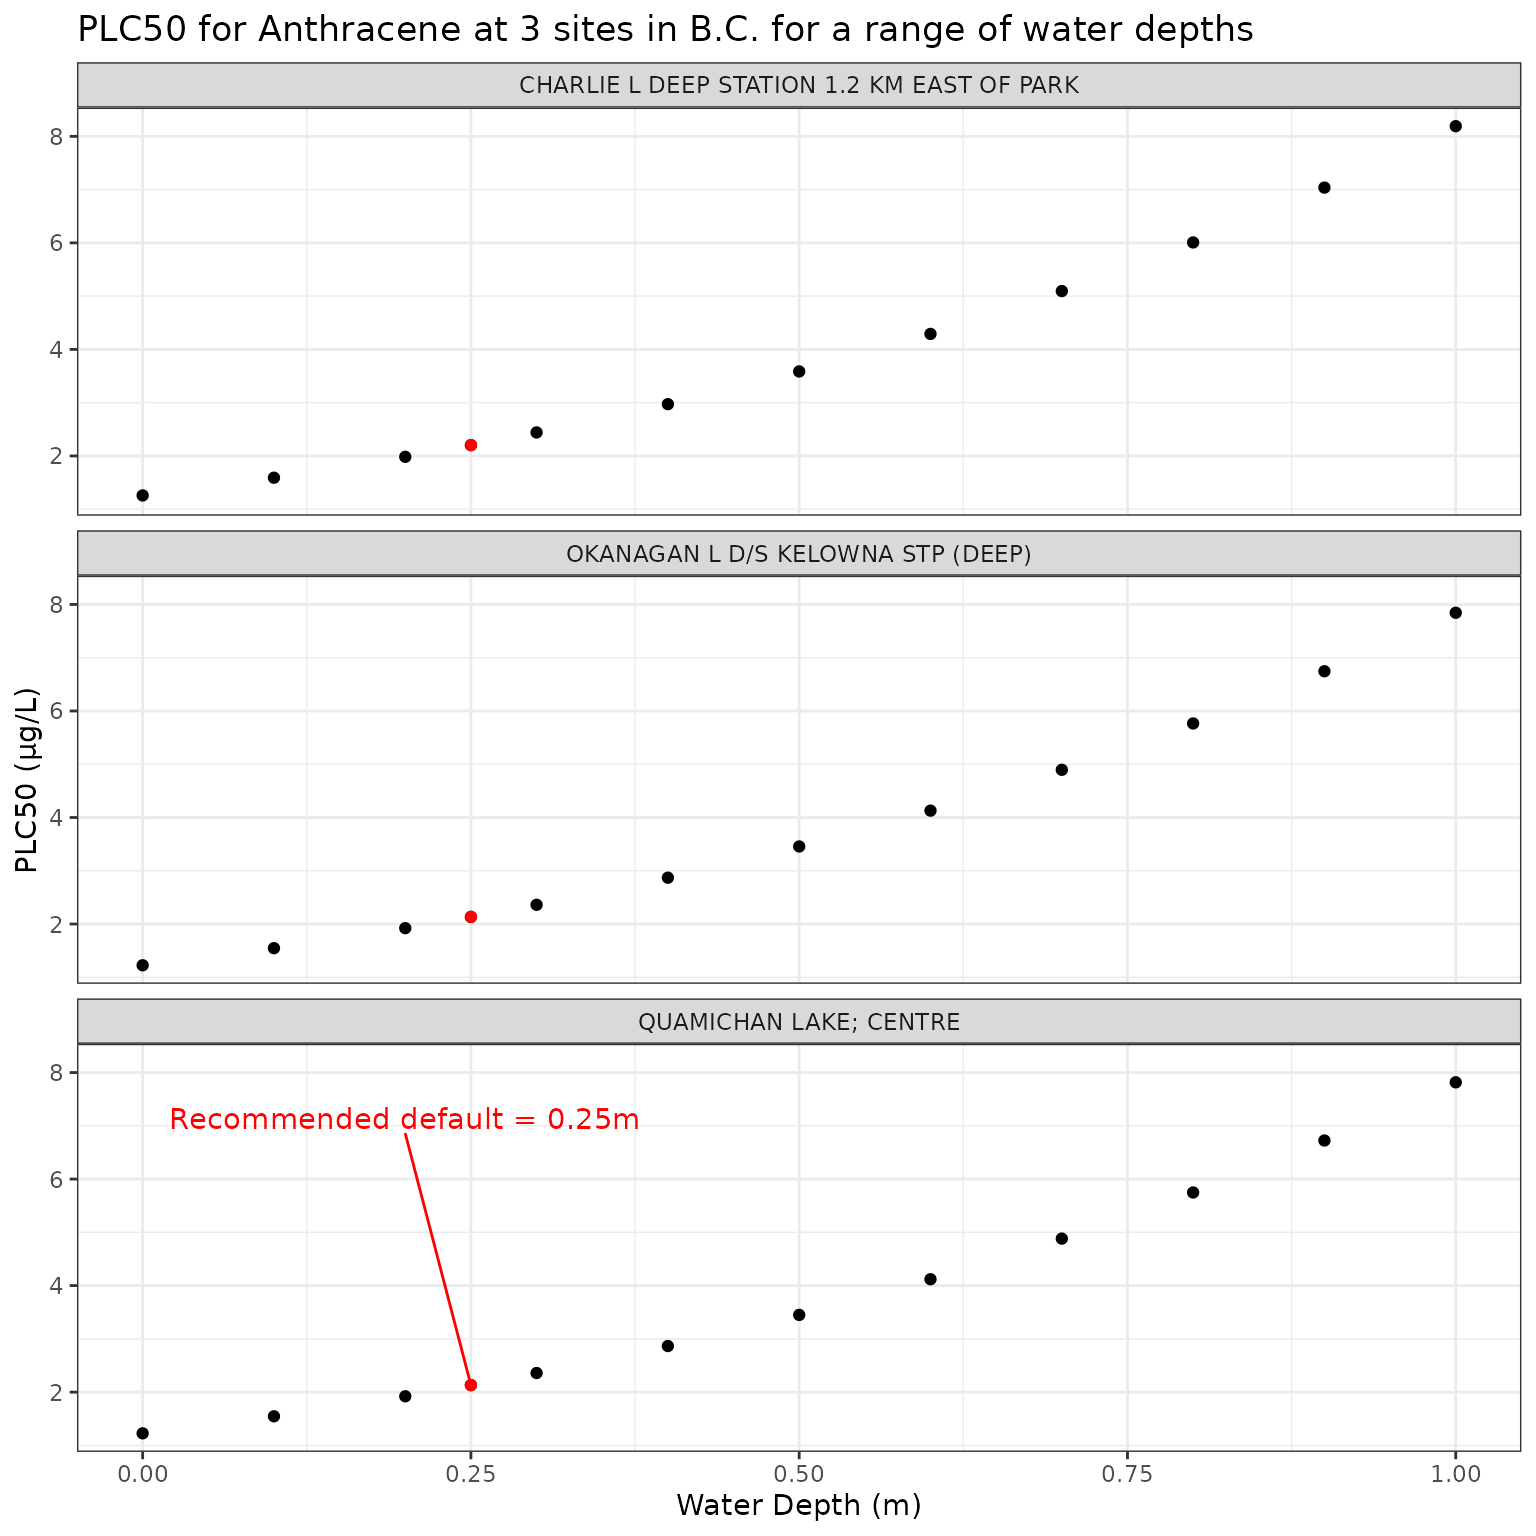 PLC50 for Anthracene at 3 sites in B.C. for a range of water depths
CHARLIE L DEEP STATION 1.2 KM EAST OF PARK
8
6
4
2
OKANAGAN L D/S KELOWNA STP (DEEP)
8
6
4
2
PLC50 (µg/L)
QUAMICHAN LAKE; CENTRE
8
6
4
2
Recommended default = 0.25m
0.00 0.25 0.50 0.75 1.00
Water Depth (m)